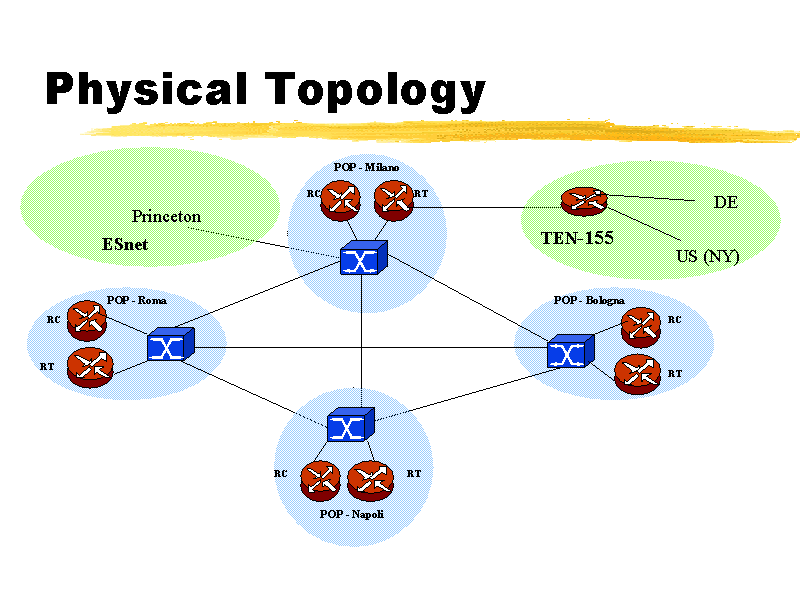 Physical Topology
POP - Milano
RC
RT
Princeton
ESnet
DE
TEN-155
US (NY)
POP - Roma
RC
RT
POP - Bologna
RC
RT
RC
RT
POP - Napoli